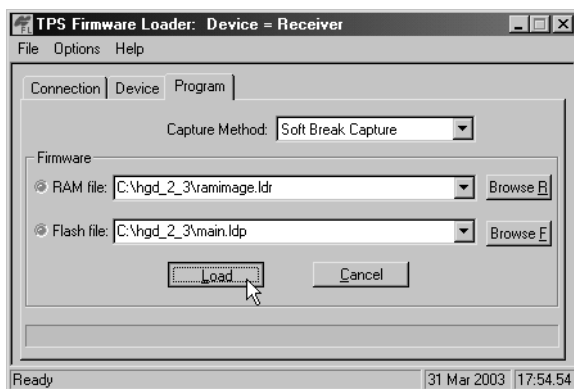 TPS Firmware Loader: Device = Receiver
File Options Help
Connection Device Program
Capture Method: Soft Break Capture
Firmware
RAM file: C:\hgd_2_3\ramimage.ldr Browse R
Flash file: C:\hgd_2_3\main.ldp Browse F
Load Cancel
Ready 31 Mar 2003 17:54.54